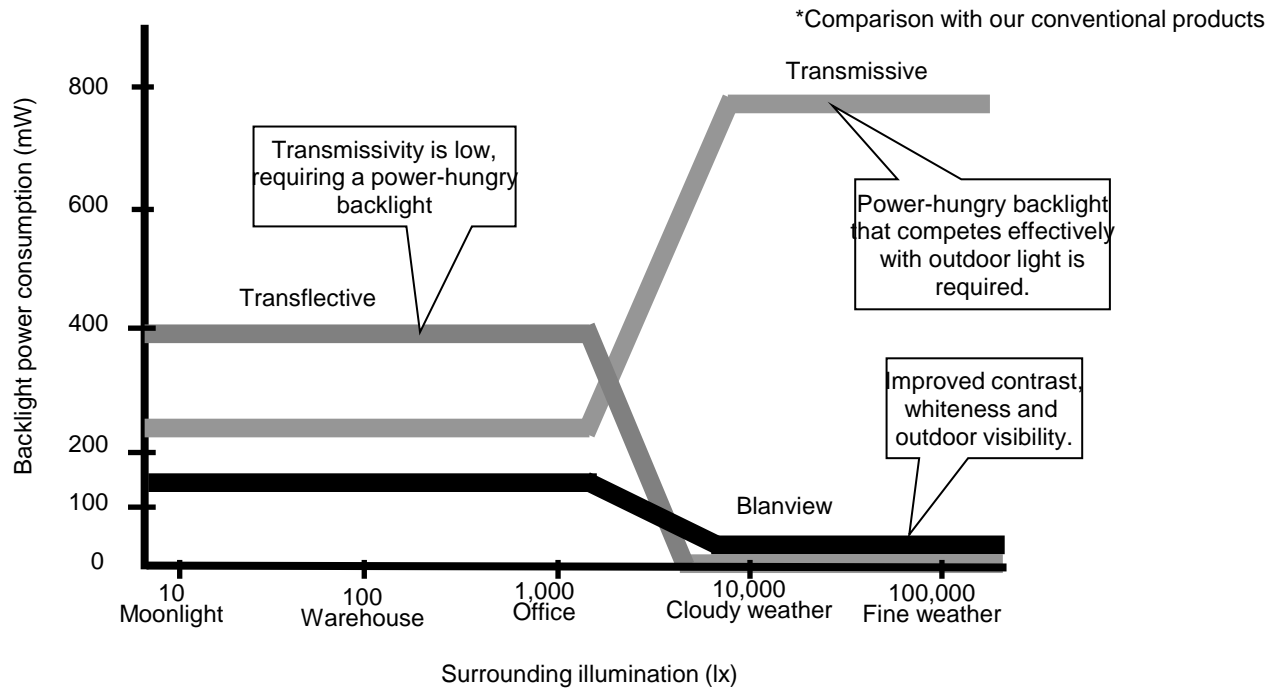 *Comparison with our conventional products
Backlight power consumption (mW)
800
600
400
200
100
0
Transmissive
Transmissivity is low,
requiring a power-hungry
backlight
Power-hungry backlight
that competes effectively
with outdoor light is
required.
Transflective
Improved contrast,
whiteness and
outdoor visibility.
Blanview
10
Moonlight
100
Warehouse
1,000
Office
10,000
Cloudy weather
100,000
Fine weather
Surrounding illumination (lx)